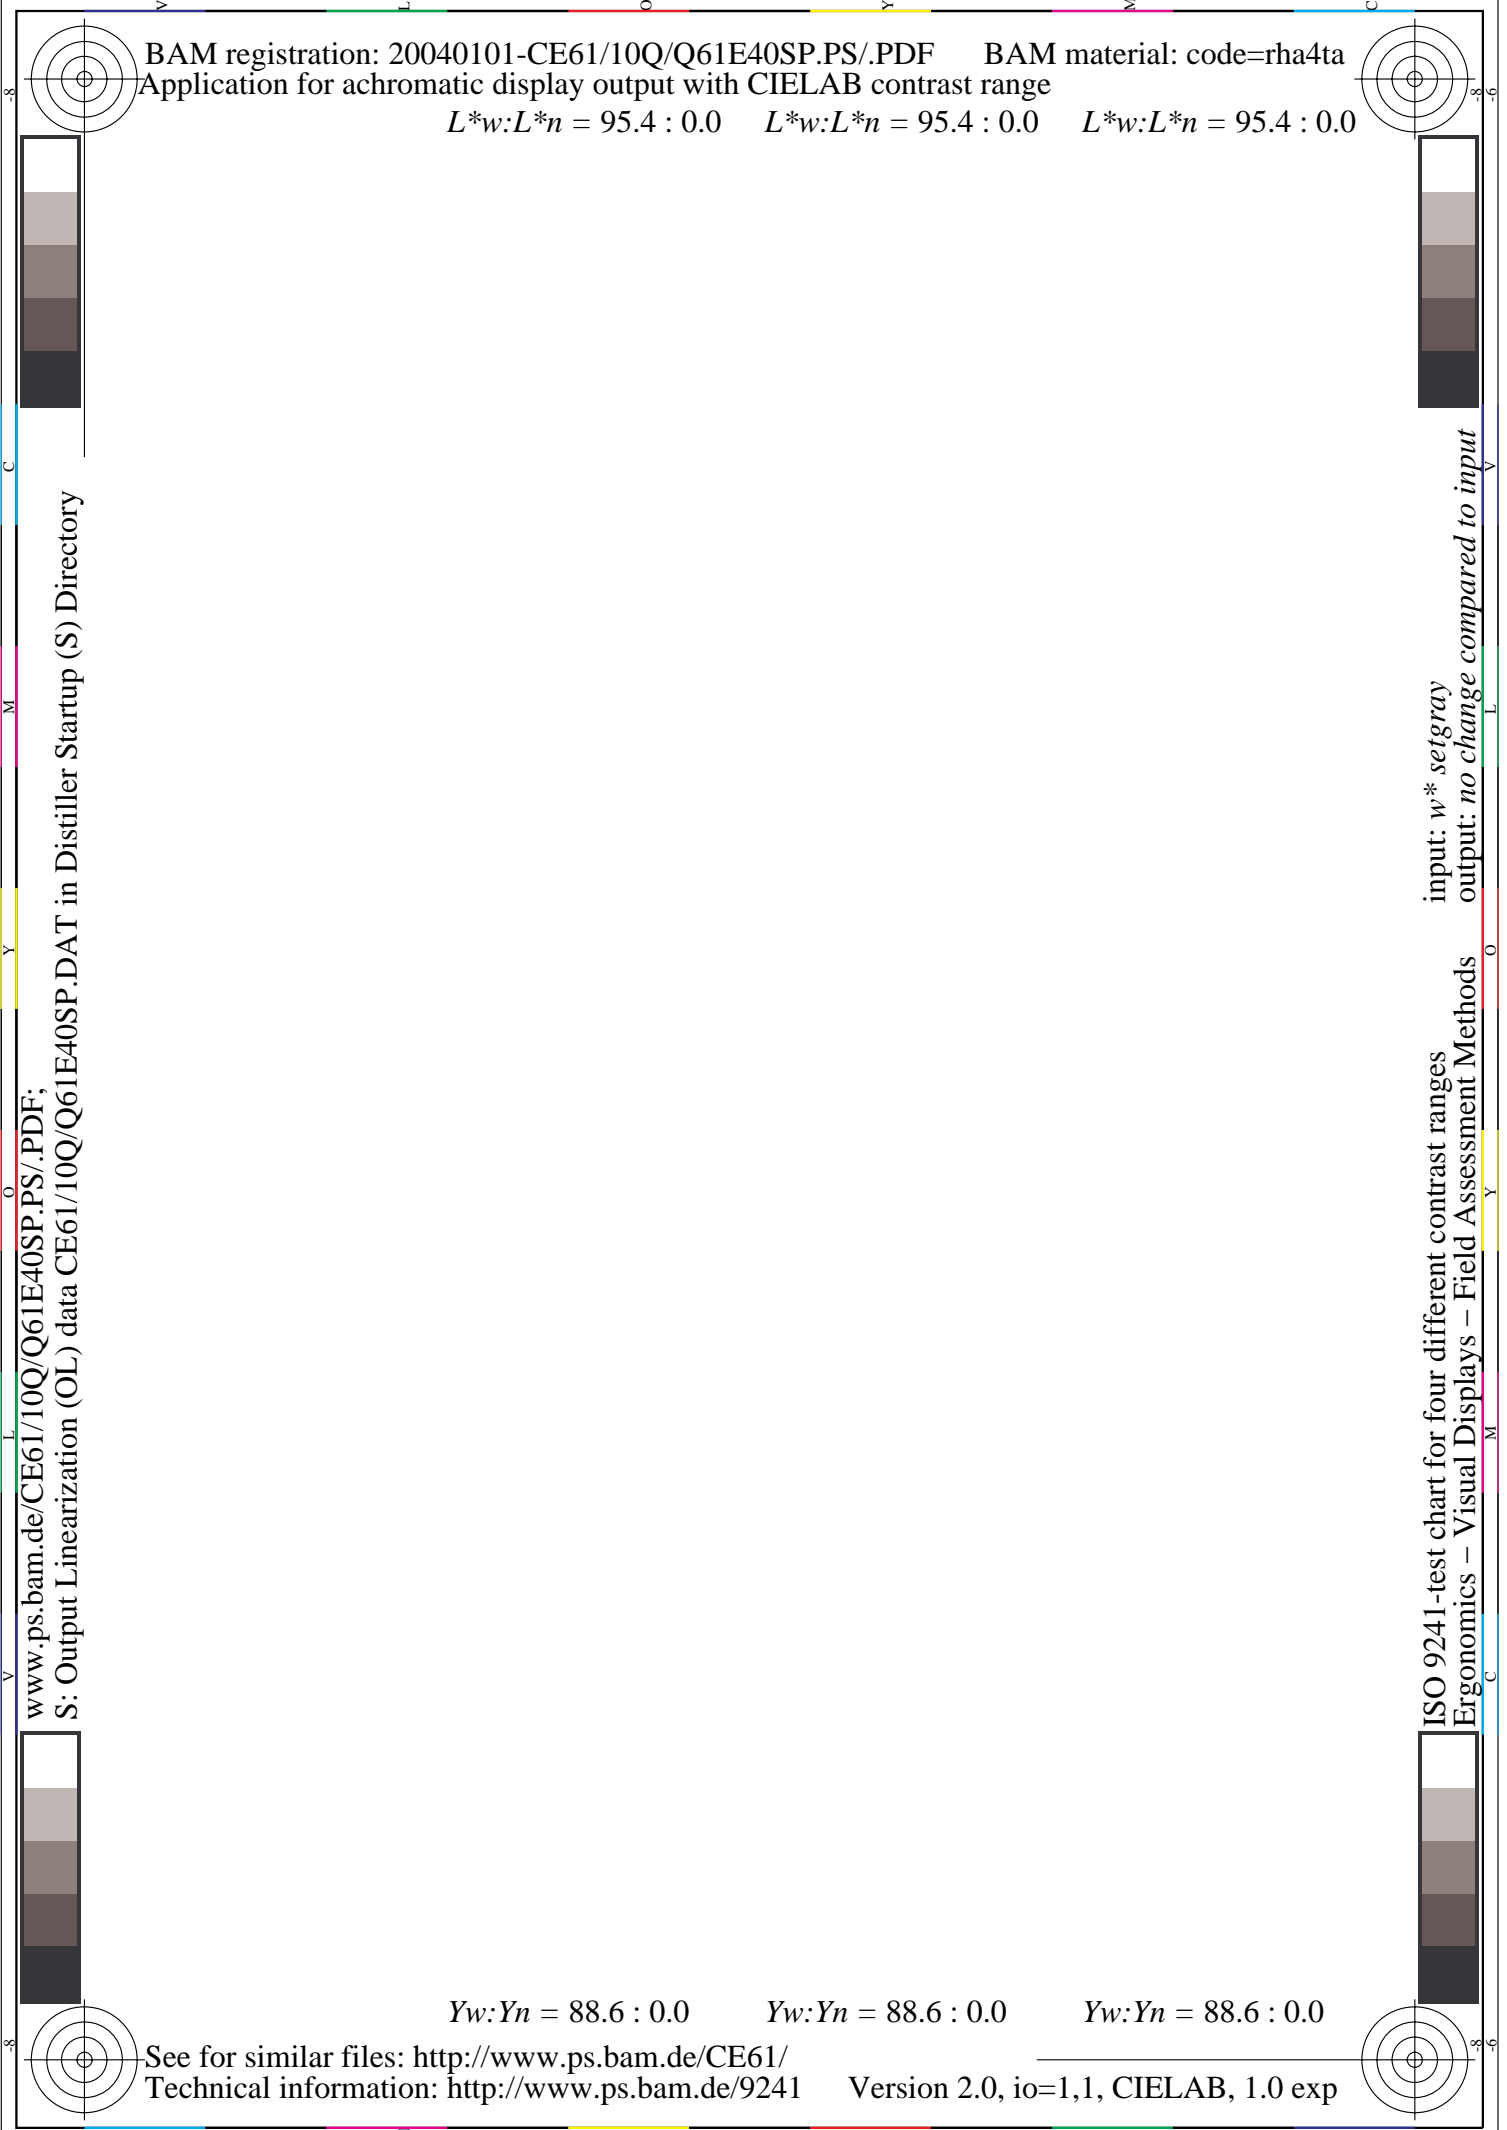 V L O Y M C
BAM registration: 20040101-CE61/10Q/Q61E40SP.PS/.PDF BAM material: code=rha4ta
Application for achromatic display output with CIELAB contrast range
L*w:L*n = 95.4 : 0.0 L*w:L*n = 95.4 : 0.0 L*w:L*n = 95.4 : 0.0
-8
-8
-6
C
M
Y
O
L
V
www.ps.bam.de/CE61/10Q/Q61E40SP.PS/.PDF;
S: Output Linearization (OL) data CE61/10Q/Q61E40SP.DAT in Distiller Startup (S) Directory
ISO 9241-test chart for four different contrast ranges input: w* setgray
Ergonomics – Visual Displays – Field Assessment Methods output: no change compared to input
V
L
O
Y
M
C
Yw:Yn = 88.6 : 0.0 Yw:Yn = 88.6 : 0.0 Yw:Yn = 88.6 : 0.0
-8
-8
-6
See for similar files: http://www.ps.bam.de/CE61/
Technical information: http://www.ps.bam.de/9241 Version 2.0, io=1,1, CIELAB, 1.0 exp